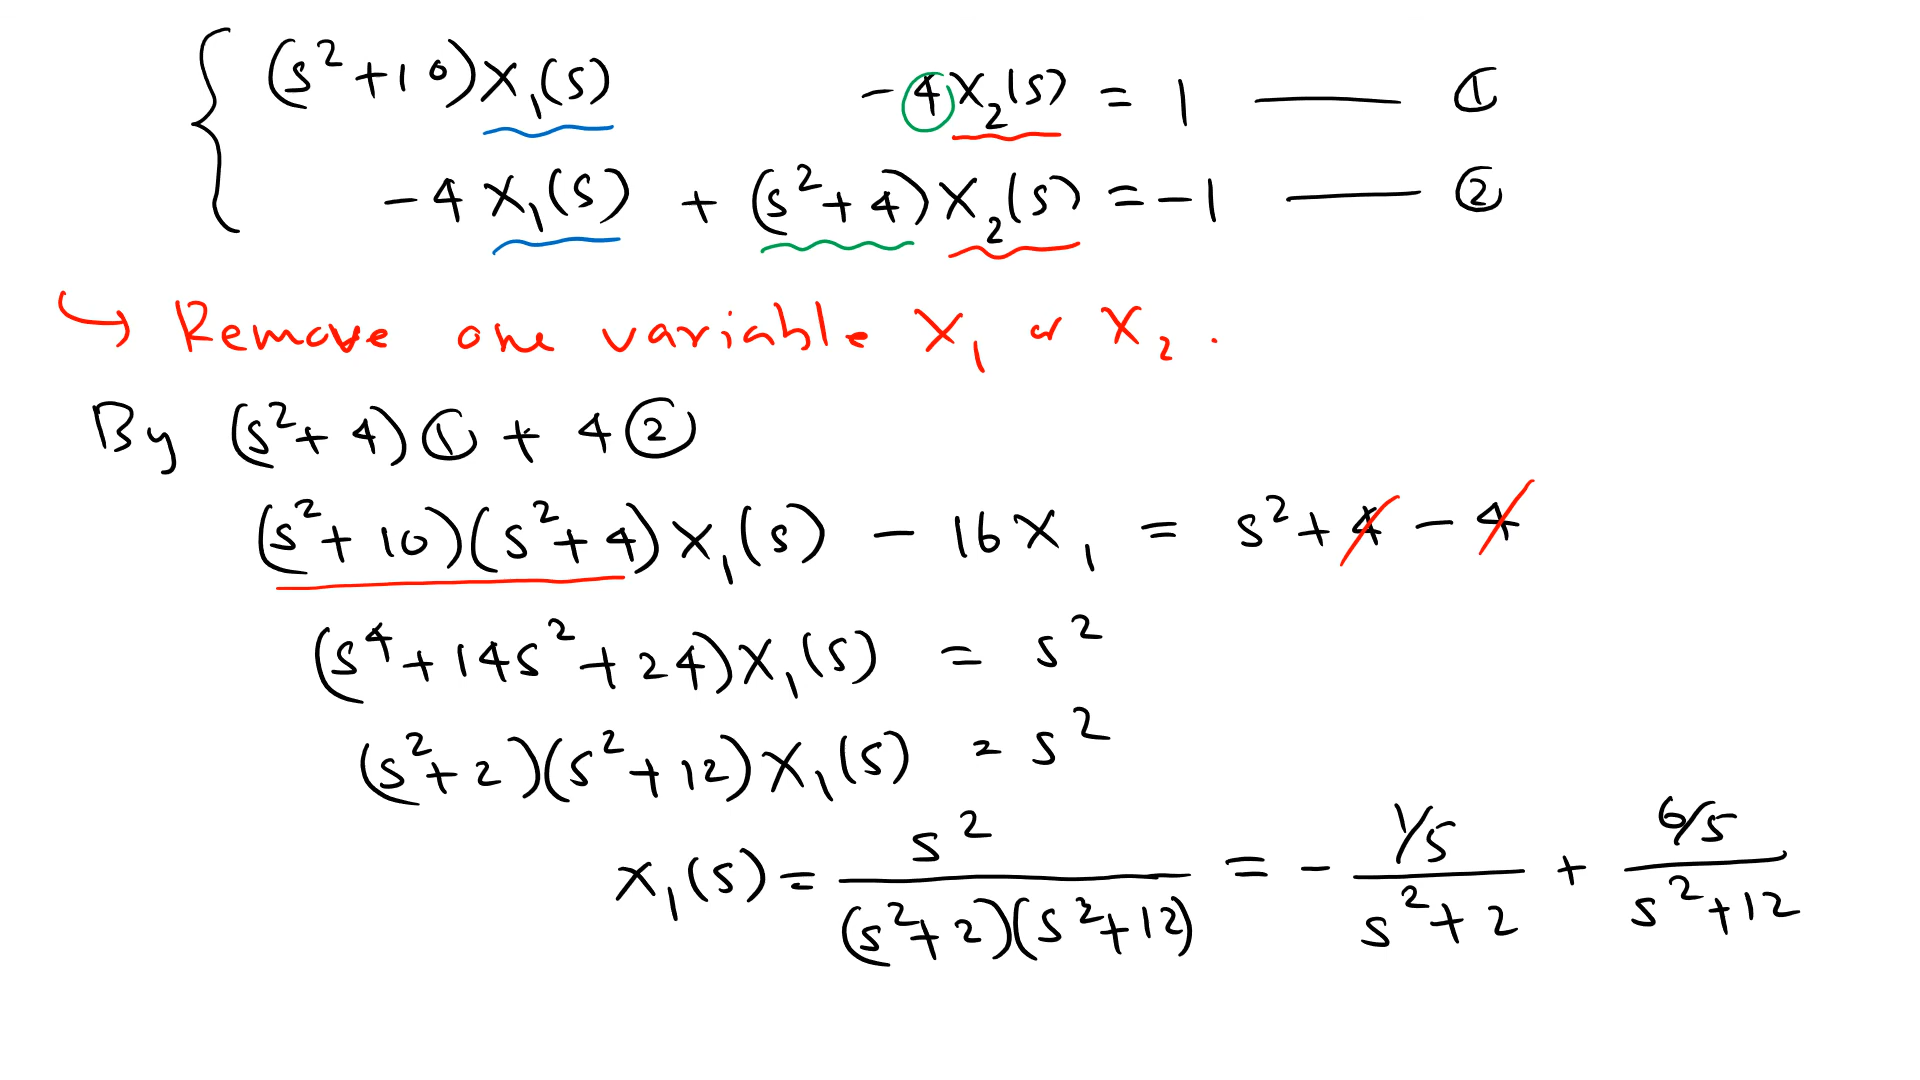 (s²+10)X₁(s) -4X₂(s) = 1 —— ①
-4X₁(s) + (s²+4)X₂(s) = -1 —— ②
↪ Remove one variable X₁ or X₂.
By (s²+4)① + 4②
(s²+10)(s²+4)X₁(s) - 16X₁ = s²+4-4
(s⁴+14s²+24)X₁(s) = s²
(s²+2)(s²+12)X₁(s) = s²
X₁(s) = s²/((s²+2)(s²+12)) = - (1/5)/(s²+2) + (6/5)/(s²+12)